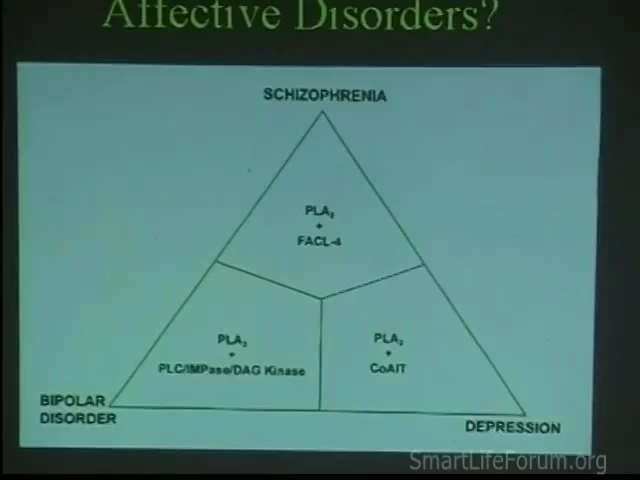 Affective Disorders?
SCHIZOPHRENIA
PLA₂
+
FACL-4
PLA₂
+
PLC/IMPase/DAG Kinase
PLA₂
+
CoAIT
BIPOLAR
DISORDER
DEPRESSION
SmartLifeForum.org